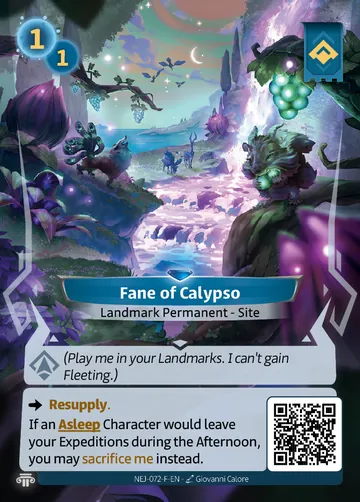 1
1
Fane of Calypso
Landmark Permanent - Site
(Play me in your Landmarks. I can't gain
Fleeting.)
Resupply.
If an Asleep Character would leave
your Expeditions during the Afternoon,
you may sacrifice me instead.
NEJ-072-F-EN - Giovanni Calore